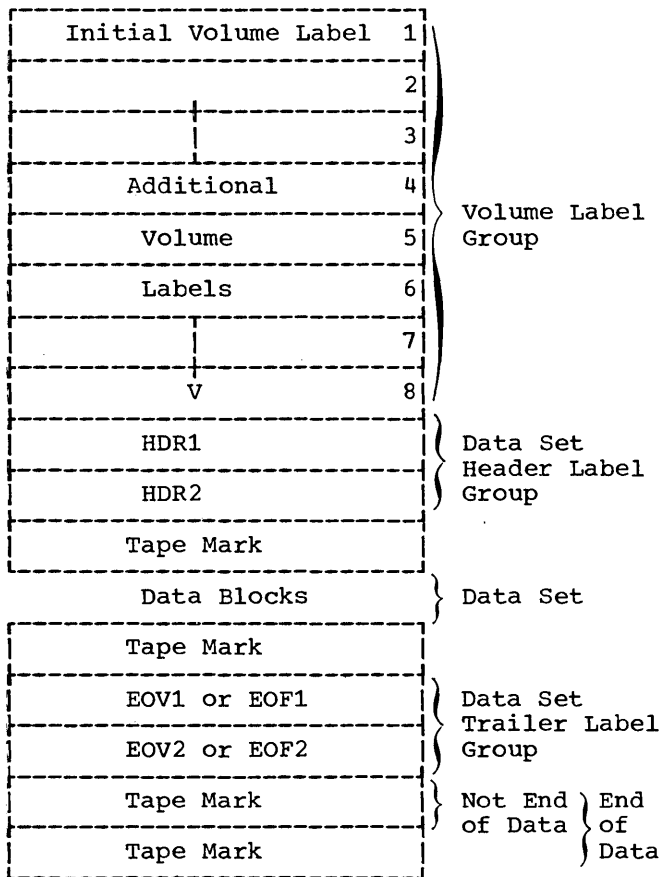 Initial Volume Label 1
2
3
Additional 4
Volume 5 Volume Label
Labels 6 Group
7
V 8
HDR1 Data Set
Header Label
HDR2 Group
Tape Mark
Data Blocks Data Set
Tape Mark
EOV1 or EOF1 Data Set
Trailer Label
EOV2 or EOF2 Group
Tape Mark Not End End
of Data of
Tape Mark Data